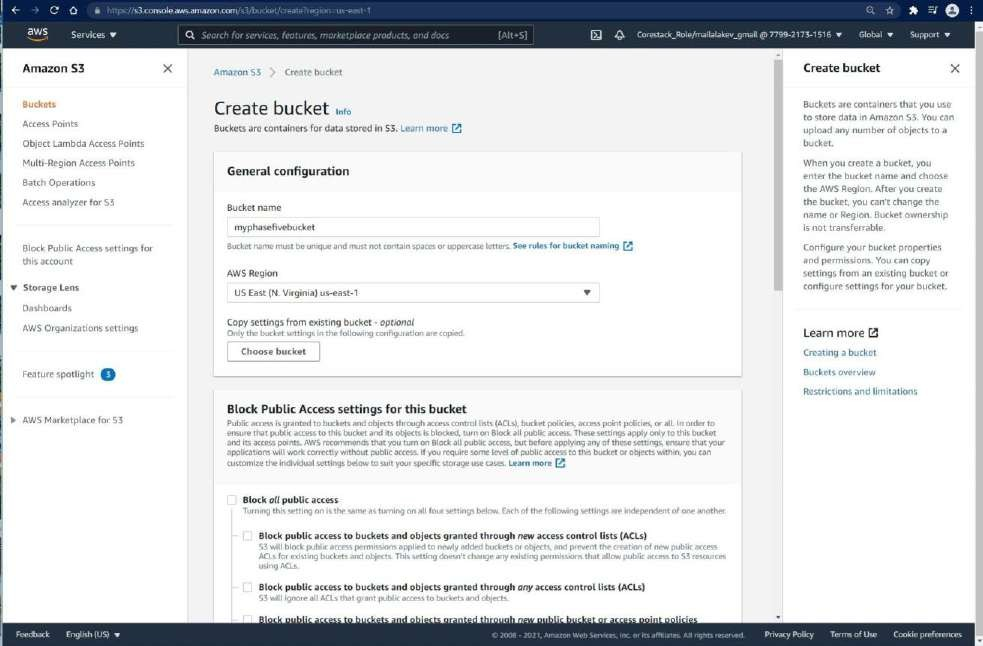 https://s3.console.aws.amazon.com/s3/bucket/create?region=us-east-1
aws
Services
Search for services, features, marketplace products, and docs
[Alt+S]
Corestack_Role/mallalakev_gmail @ 7799-2173-1516
Global
Support
Amazon S3
Buckets
Access Points
Object Lambda Access Points
Multi-Region Access Points
Batch Operations
Access analyzer for S3
Block Public Access settings for
this account
Storage Lens
Dashboards
AWS Organizations settings
Feature spotlight 3
AWS Marketplace for S3
Amazon S3 > Create bucket
Create bucket Info
Buckets are containers for data stored in S3. Learn more
General configuration
Bucket name
myphasefivebucket
Bucket name must be unique and must not contain spaces or uppercase letters. See rules for bucket naming
AWS Region
US East (N. Virginia) us-east-1
Copy settings from existing bucket - optional
Only the bucket settings in the following configuration are copied.
Choose bucket
Block Public Access settings for this bucket
Public access is granted to buckets and objects through access control lists (ACLs), bucket policies, access point policies, or all. In order to
ensure that public access to this bucket and its objects is blocked, turn on Block all public access. These settings apply only to this bucket
and its access points. AWS recommends that you turn on Block all public access, but before applying any of these settings, ensure that your
applications will work correctly without public access. If you require some level of public access to this bucket or objects within, you can
customize the individual settings below to suit your specific storage use cases. Learn more
Block all public access
Turning this setting on is the same as turning on all four settings below. Each of the following settings are independent of one another.
Block public access to buckets and objects granted through new access control lists (ACLs)
S3 will block public access permissions applied to newly added buckets or objects, and prevent the creation of new public access
ACLs for existing buckets and objects. This setting doesn't change any existing permissions that allow public access to S3 resources
using ACLs.
Block public access to buckets and objects granted through any access control lists (ACLs)
S3 will ignore all ACLs that grant public access to buckets and objects.
Block public access to buckets and objects granted through new public bucket or access point policies
Create bucket
Buckets are containers that you use
to store data in Amazon S3. You can
upload any number of objects to a
bucket.
When you create a bucket, you
enter the bucket name and choose
the AWS Region. After you create
the bucket, you can't change the
name or Region. Bucket ownership
is not transferrable.
Configure your bucket properties
and permissions. You can copy
settings from an existing bucket or
configure settings for your bucket.
Learn more
Creating a bucket
Buckets overview
Restrictions and limitations
Feedback
English (US)
© 2008 - 2021, Amazon Web Services, Inc. or its affiliates. All rights reserved.
Privacy Policy
Terms of Use
Cookie preferences